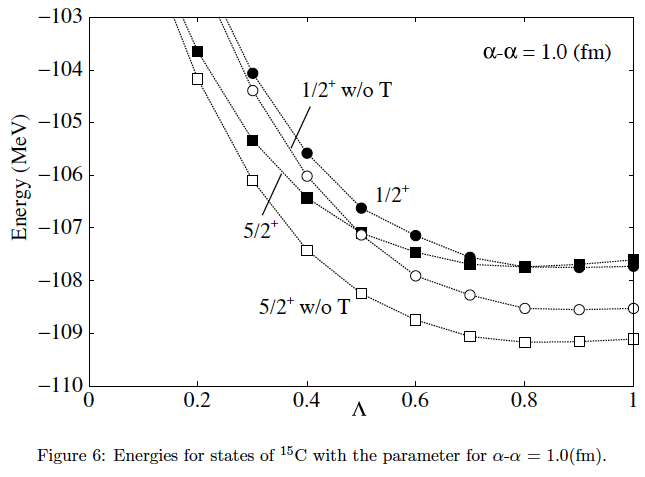 −103
α-α = 1.0 (fm)
−104
1/2⁺ w/o T
−105
−106
1/2⁺
Energy (MeV)
−107
5/2⁺
−108
5/2⁺ w/o T
−109
−110
0 0.2 0.4 0.6 0.8 1
Λ
Figure 6: Energies for states of ¹⁵C with the parameter for α-α = 1.0(fm).